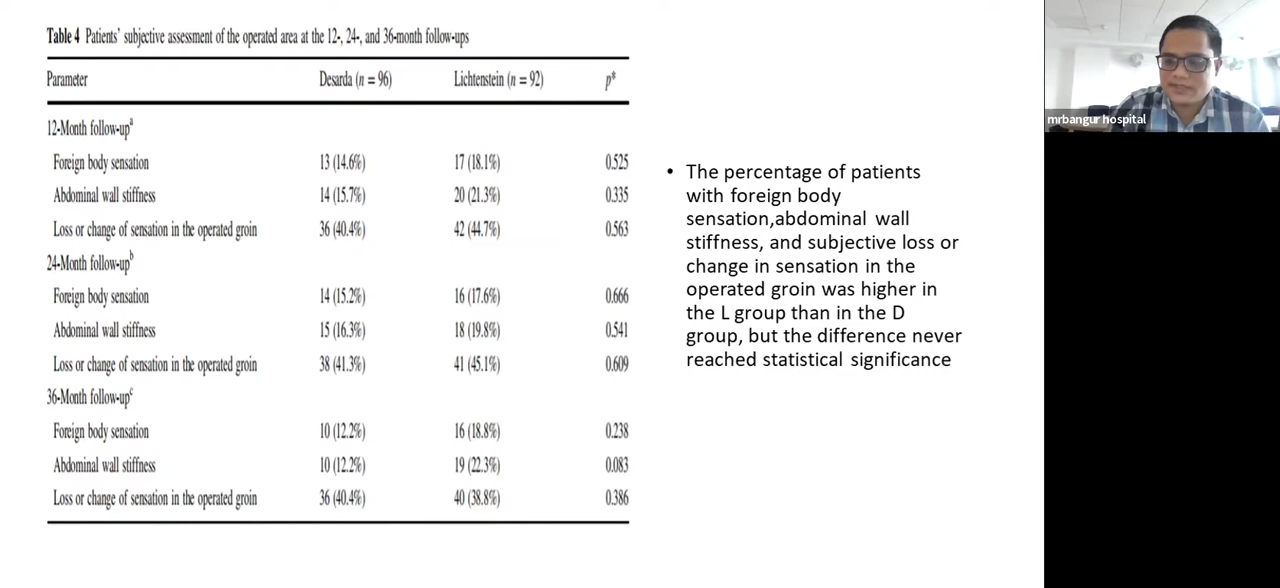 Table 4 Patients' subjective assessment of the operated area at the 12-, 24-, and 36-month follow-ups
Parameter Desarda (n = 96) Lichtenstein (n = 92) p*
12-Month follow-up^a
Foreign body sensation 13 (14.6%) 17 (18.1%) 0.525
Abdominal wall stiffness 14 (15.7%) 20 (21.3%) 0.335
Loss or change of sensation in the operated groin 36 (40.4%) 42 (44.7%) 0.563
24-Month follow-up^b
Foreign body sensation 14 (15.2%) 16 (17.6%) 0.666
Abdominal wall stiffness 15 (16.3%) 18 (19.8%) 0.541
Loss or change of sensation in the operated groin 38 (41.3%) 41 (45.1%) 0.609
36-Month follow-up^c
Foreign body sensation 10 (12.2%) 16 (18.8%) 0.238
Abdominal wall stiffness 10 (12.2%) 19 (22.3%) 0.083
Loss or change of sensation in the operated groin 36 (40.4%) 40 (38.8%) 0.386
• The percentage of patients
with foreign body
sensation,abdominal wall
stiffness, and subjective loss or
change in sensation in the
operated groin was higher in
the L group than in the D
group, but the difference never
reached statistical significance
mrbangur hospital